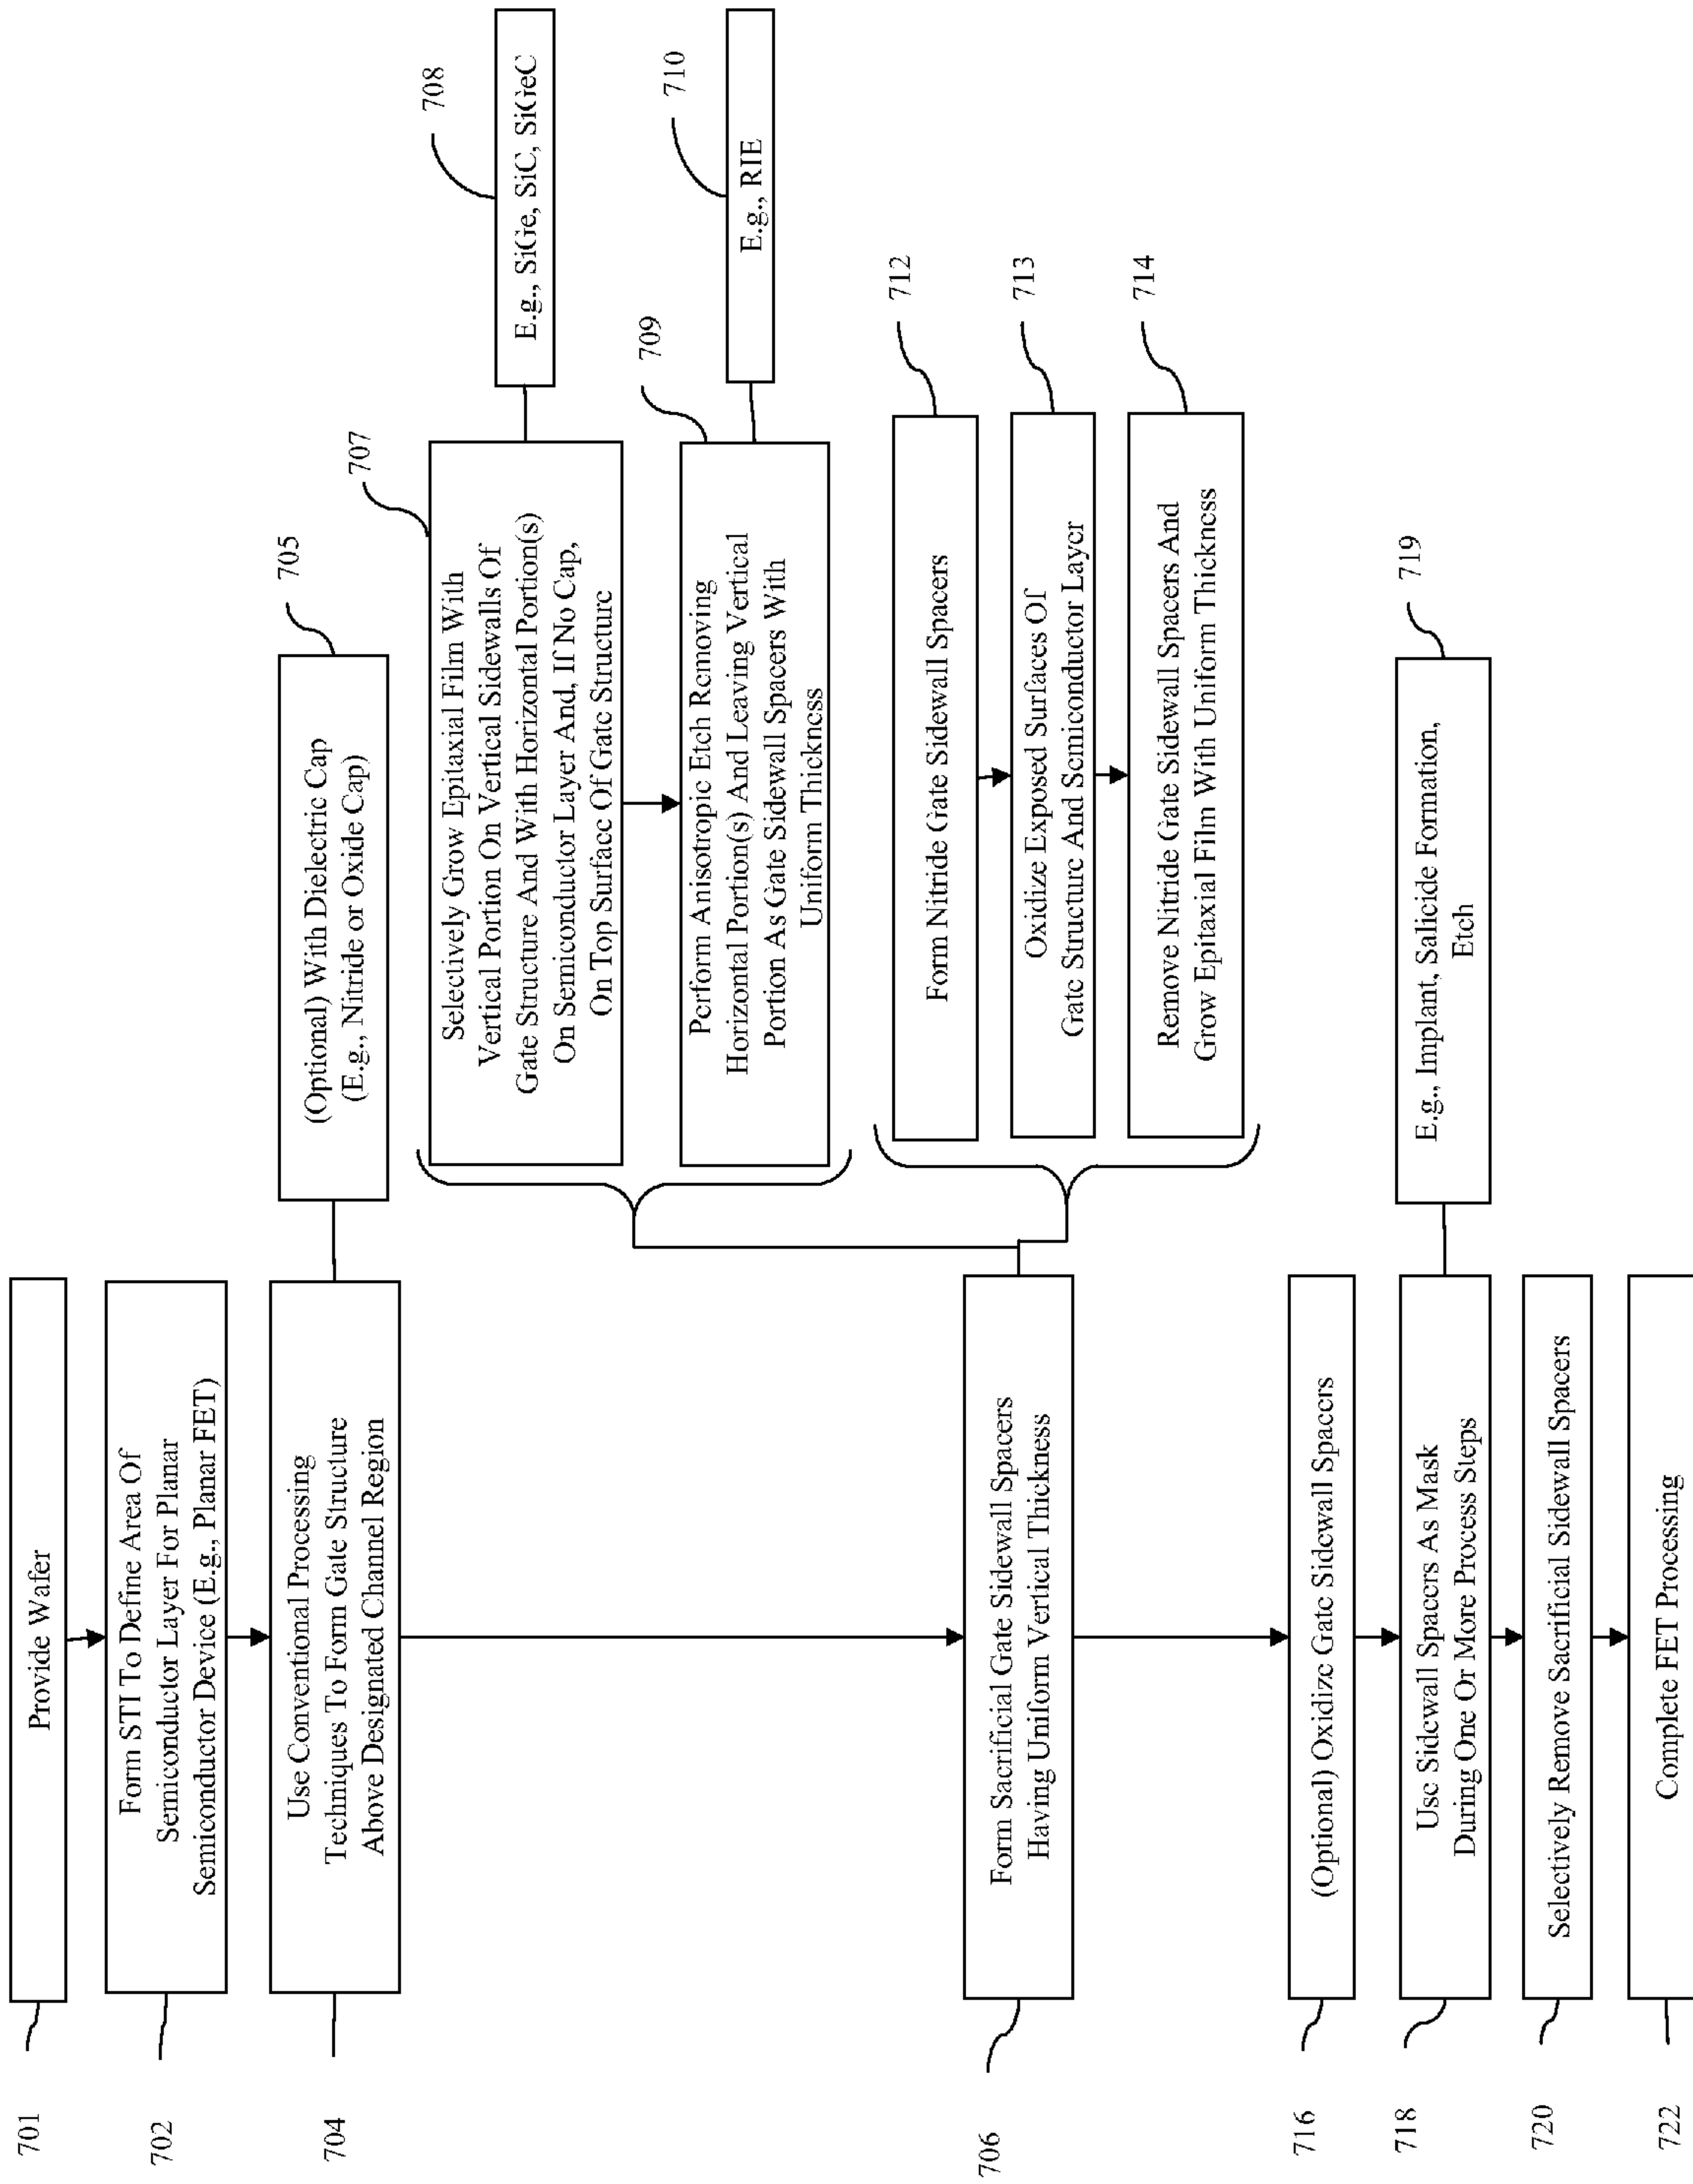 701
Provide Wafer
702
Form STI To Define Area Of
Semiconductor Layer For Planar
Semiconductor Device (E.g., Planar FET)
704
Use Conventional Processing
Techniques To Form Gate Structure
Above Designated Channel Region
705
(Optional) With Dielectric Cap
(E.g., Nitride or Oxide Cap)
706
Form Sacrificial Gate Sidewall Spacers
Having Uniform Vertical Thickness
707
Selectively Grow Epitaxial Film With
Vertical Portion On Vertical Sidewalls Of
Gate Structure And With Horizontal Portion(s)
On Semiconductor Layer And, If No Cap,
On Top Surface Of Gate Structure
708
E.g., SiGe, SiC, SiGeC
709
Perform Anisotropic Etch Removing
Horizontal Portion(s) And Leaving Vertical
Portion As Gate Sidewall Spacers With
Uniform Thickness
710
E.g., RIE
712
Form Nitride Gate Sidewall Spacers
713
Oxidize Exposed Surfaces Of
Gate Structure And Semiconductor Layer
714
Remove Nitride Gate Sidewall Spacers And
Grow Epitaxial Film With Uniform Thickness
716
(Optional) Oxidize Gate Sidewall Spacers
718
Use Sidewall Spacers As Mask
During One Or More Process Steps
719
E.g., Implant, Salicide Formation,
Etch
720
Selectively Remove Sacrificial Sidewall Spacers
722
Complete FET Processing